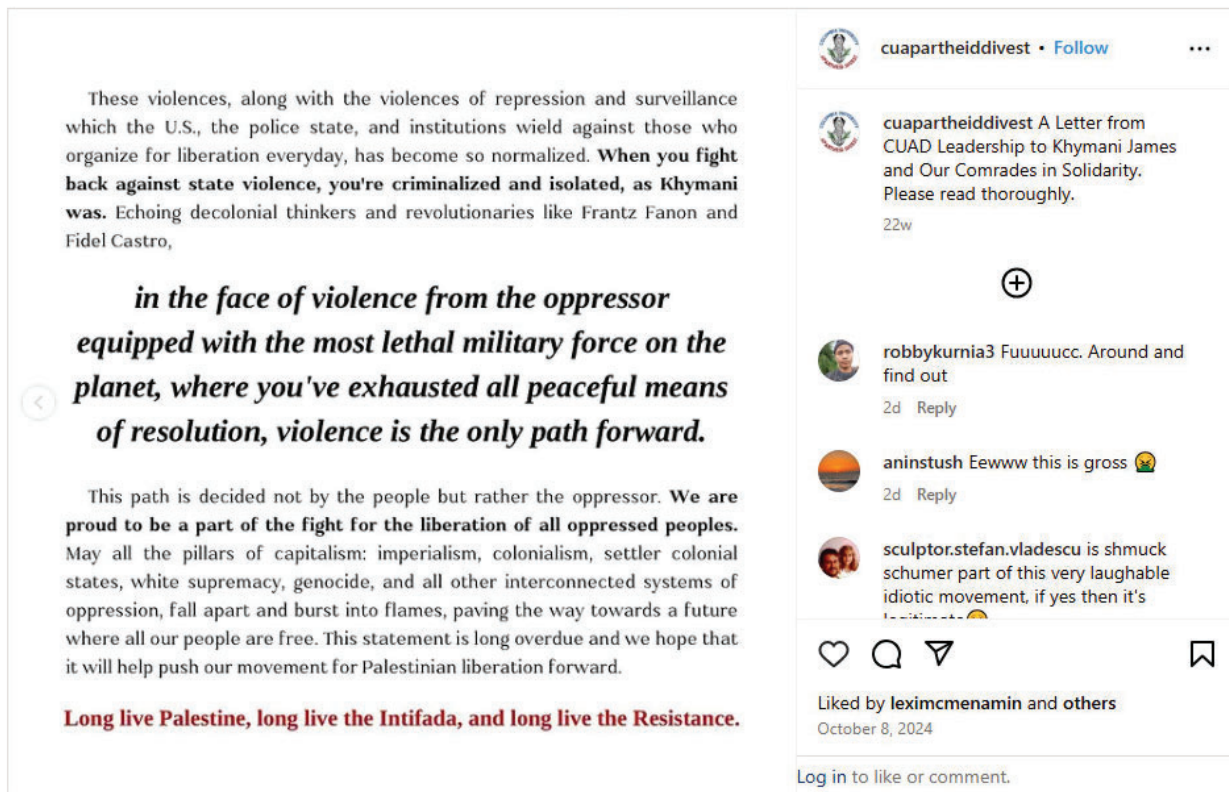 These violences, along with the violences of repression and surveillance
which the U.S., the police state, and institutions wield against those who
organize for liberation everyday, has become so normalized. When you fight
back against state violence, you're criminalized and isolated, as Khymani
was. Echoing decolonial thinkers and revolutionaries like Frantz Fanon and
Fidel Castro,
in the face of violence from the oppressor
equipped with the most lethal military force on the
planet, where you've exhausted all peaceful means
of resolution, violence is the only path forward.
This path is decided not by the people but rather the oppressor. We are
proud to be a part of the fight for the liberation of all oppressed peoples.
May all the pillars of capitalism: imperialism, colonialism, settler colonial
states, white supremacy, genocide, and all other interconnected systems of
oppression, fall apart and burst into flames, paving the way towards a future
where all our people are free. This statement is long overdue and we hope that
it will help push our movement for Palestinian liberation forward.
Long live Palestine, long live the Intifada, and long live the Resistance.
cuapartheiddivest • Follow
cuapartheiddivest A Letter from
CUAD Leadership to Khymani James
and Our Comrades in Solidarity.
Please read thoroughly.
22w
robbykurnia3 Fuuuuucc. Around and
find out
2d Reply
aninstush Eewww this is gross 🤮
2d Reply
sculptor.stefan.vladescu is shmuck
schumer part of this very laughable
idiotic movement, if yes then it's
Liked by leximcmenamin and others
October 8, 2024
Log in to like or comment.